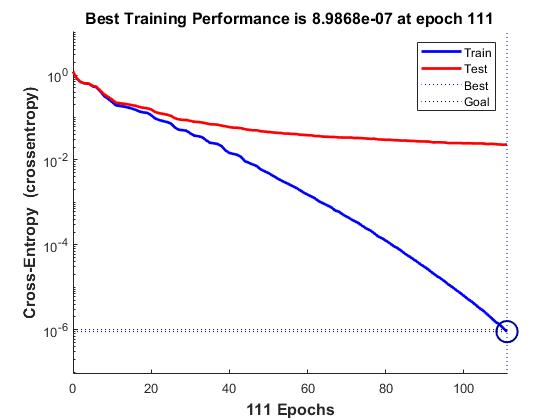 Best Training Performance is 8.9868e-07 at epoch 111
Train
Test
Best
Goal
10^0
10^-2
10^-4
10^-6
Cross-Entropy (crossentropy)
0 20 40 60 80 100
111 Epochs